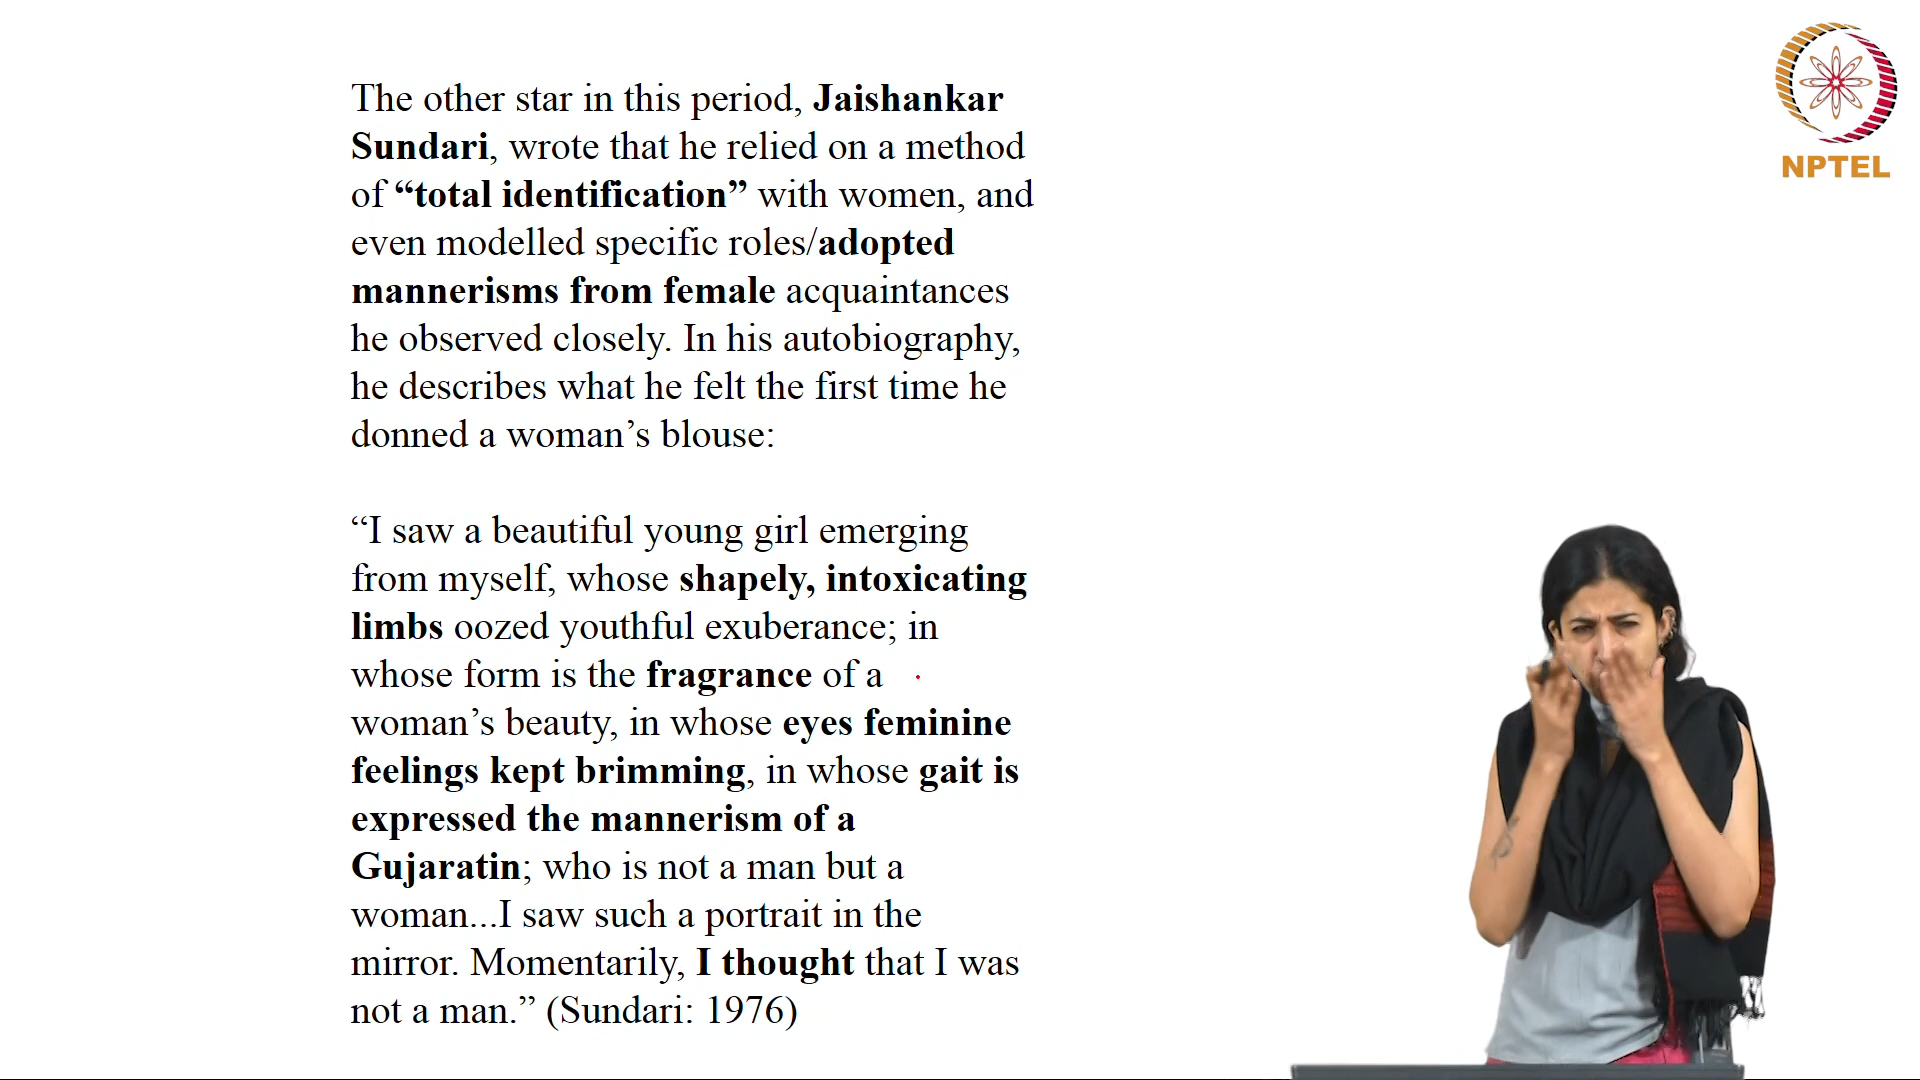 The other star in this period, Jaishankar
Sundari, wrote that he relied on a method
of “total identification” with women, and
even modelled specific roles/adopted
mannerisms from female acquaintances
he observed closely. In his autobiography,
he describes what he felt the first time he
donned a woman’s blouse:
“I saw a beautiful young girl emerging
from myself, whose shapely, intoxicating
limbs oozed youthful exuberance; in
whose form is the fragrance of a
woman’s beauty, in whose eyes feminine
feelings kept brimming, in whose gait is
expressed the mannerism of a
Gujaratin; who is not a man but a
woman...I saw such a portrait in the
mirror. Momentarily, I thought that I was
not a man.” (Sundari: 1976)
NPTEL